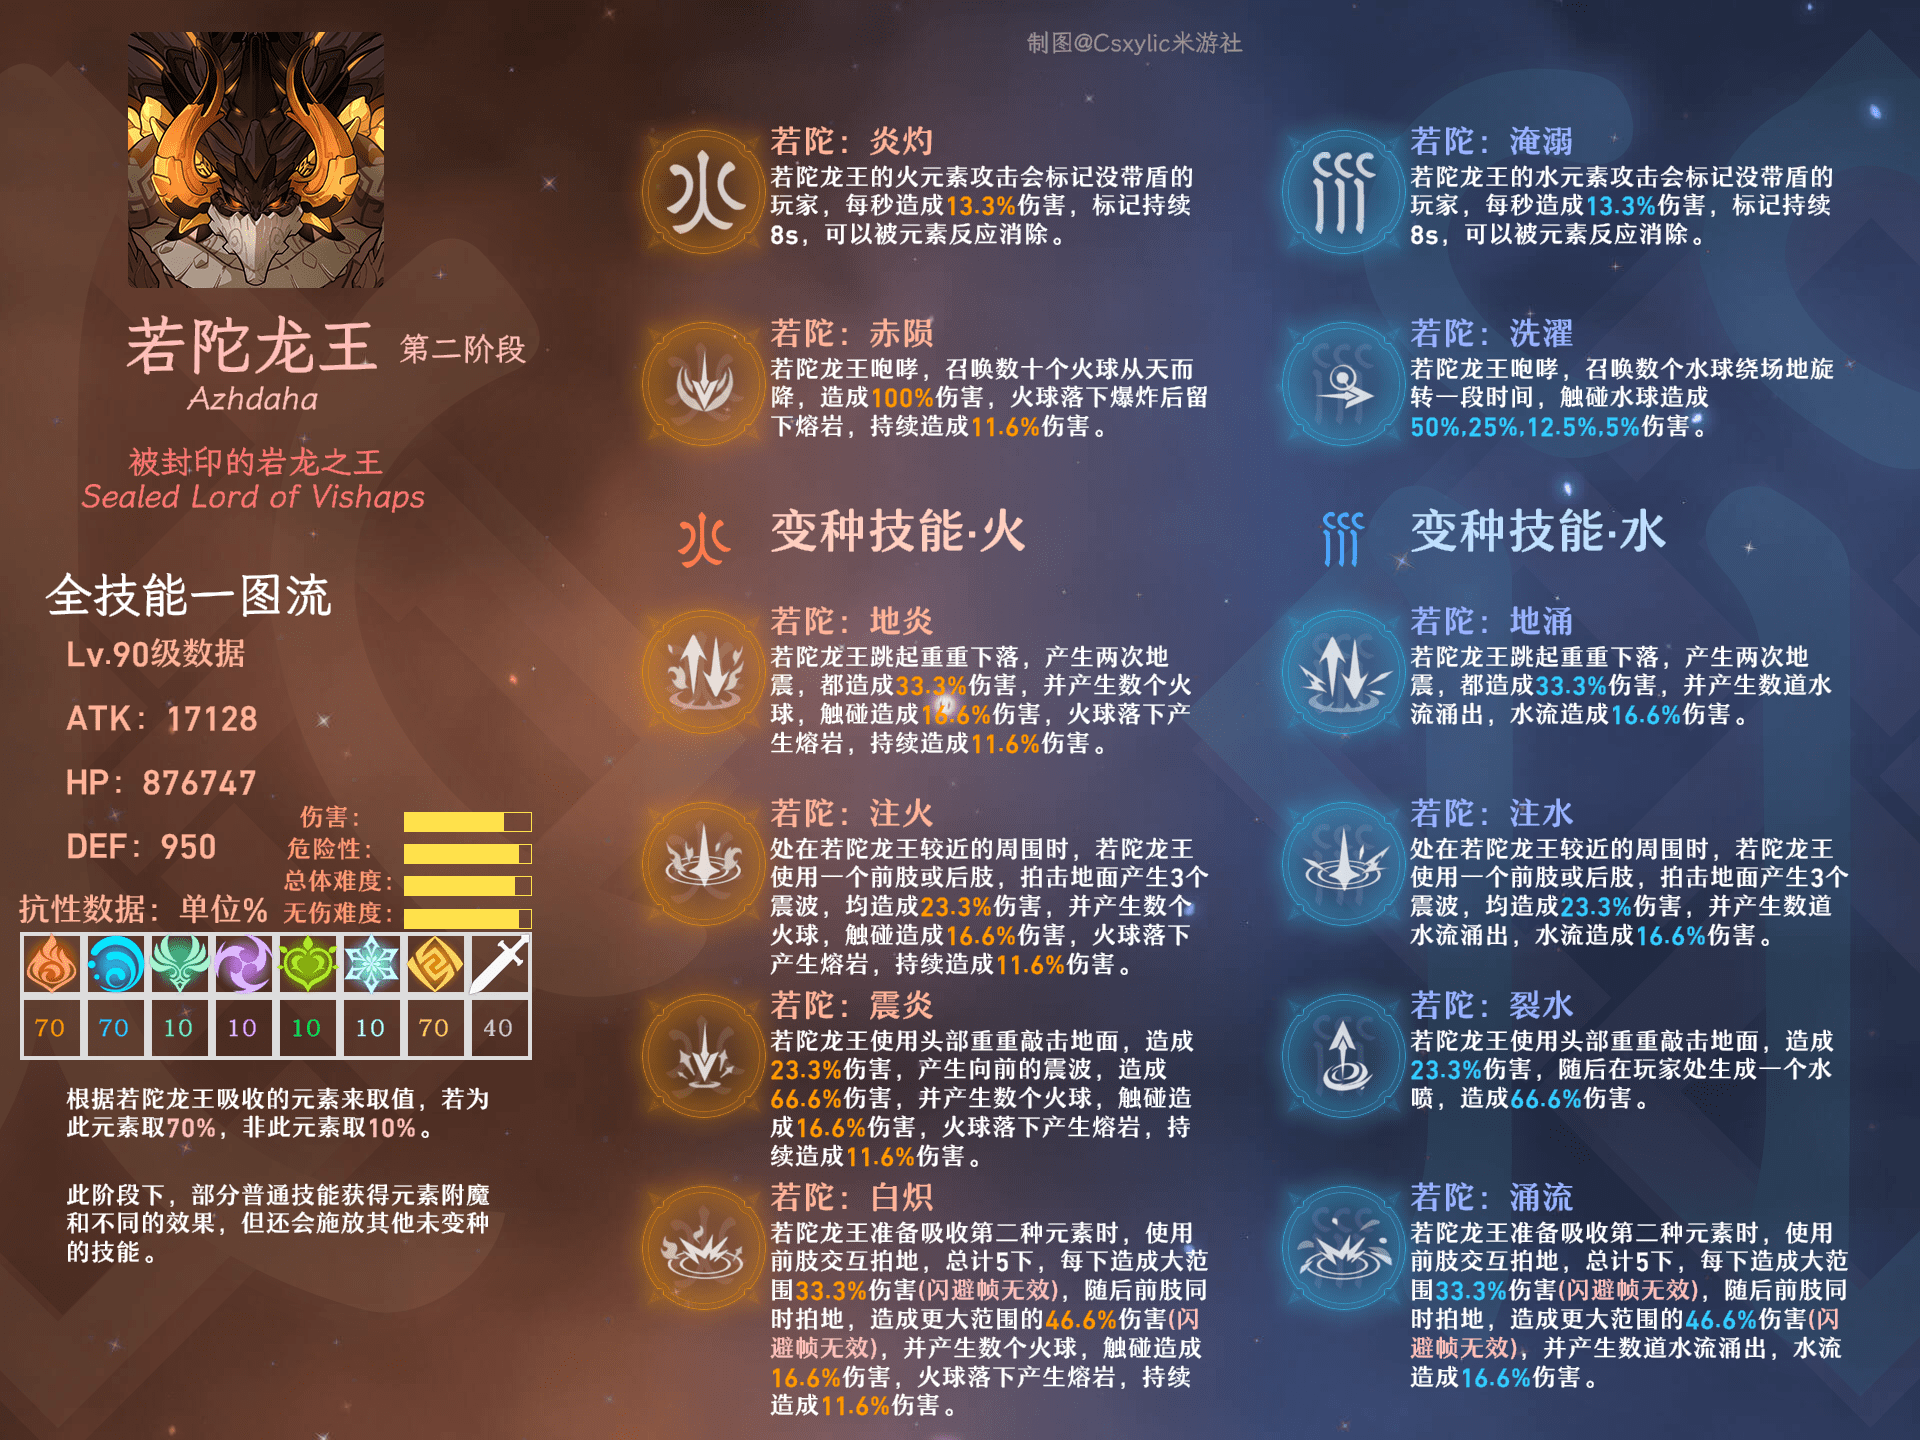 制图@Csxylic米游社
若陀龙王 第二阶段
Azhdaha
被封印的岩龙之王
Sealed Lord of Vishaps
全技能一图流
Lv.90级数据
ATK：17128
HP：876747
DEF：950
伤害：
危险性：
总体难度：
无伤难度：
抗性数据：单位%
70 70 10 10 10 10 70 40
根据若陀龙王吸收的元素来取值，若为
此元素取70%，非此元素取10%。
此阶段下，部分普通技能获得元素附魔
和不同的效果，但还会施放其他未变种
的技能。
若陀：炎灼
若陀龙王的火元素攻击会标记没带盾的
玩家，每秒造成13.3%伤害，标记持续
8s，可以被元素反应消除。
若陀：赤陨
若陀龙王咆哮，召唤数十个火球从天而
降，造成100%伤害，火球落下爆炸后留
下熔岩，持续造成11.6%伤害。
变种技能·火
若陀：地炎
若陀龙王跳起重重下落，产生两次地
震，都造成33.3%伤害，并产生数个火
球，触碰造成16.6%伤害，火球落下产
生熔岩，持续造成11.6%伤害。
若陀：注火
处在若陀龙王较近的周围时，若陀龙王
使用一个前肢或后肢，拍击地面产生3个
震波，均造成23.3%伤害，并产生数个
火球，触碰造成16.6%伤害，火球落下
产生熔岩，持续造成11.6%伤害。
若陀：震炎
若陀龙王使用头部重重敲击地面，造成
23.3%伤害，产生向前的震波，造成
66.6%伤害，并产生数个火球，触碰造
成16.6%伤害，火球落下产生熔岩，持
续造成11.6%伤害。
若陀：白炽
若陀龙王准备吸收第二种元素时，使用
前肢交互拍地，总计5下，每下造成大范
围33.3%伤害(闪避帧无效)，随后前肢同
时拍地，造成更大范围的46.6%伤害(闪
避帧无效)，并产生数个火球，触碰造成
16.6%伤害，火球落下产生熔岩，持续
造成11.6%伤害。
若陀：淹溺
若陀龙王的水元素攻击会标记没带盾的
玩家，每秒造成13.3%伤害，标记持续
8s，可以被元素反应消除。
若陀：洗濯
若陀龙王咆哮，召唤数个水球绕场地旋
转一段时间，触碰水球造成
50%,25%,12.5%,5%伤害。
变种技能·水
若陀：地涌
若陀龙王跳起重重下落，产生两次地
震，都造成33.3%伤害，并产生数道水
流涌出，水流造成16.6%伤害。
若陀：注水
处在若陀龙王较近的周围时，若陀龙王
使用一个前肢或后肢，拍击地面产生3个
震波，均造成23.3%伤害，并产生数道
水流涌出，水流造成16.6%伤害。
若陀：裂水
若陀龙王使用头部重重敲击地面，造成
23.3%伤害，随后在玩家处生成一个水
喷，造成66.6%伤害。
若陀：涌流
若陀龙王准备吸收第二种元素时，使用
前肢交互拍地，总计5下，每下造成大范
围33.3%伤害(闪避帧无效)，随后前肢同
时拍地，造成更大范围的46.6%伤害(闪
避帧无效)，并产生数道水流涌出，水流
造成16.6%伤害。